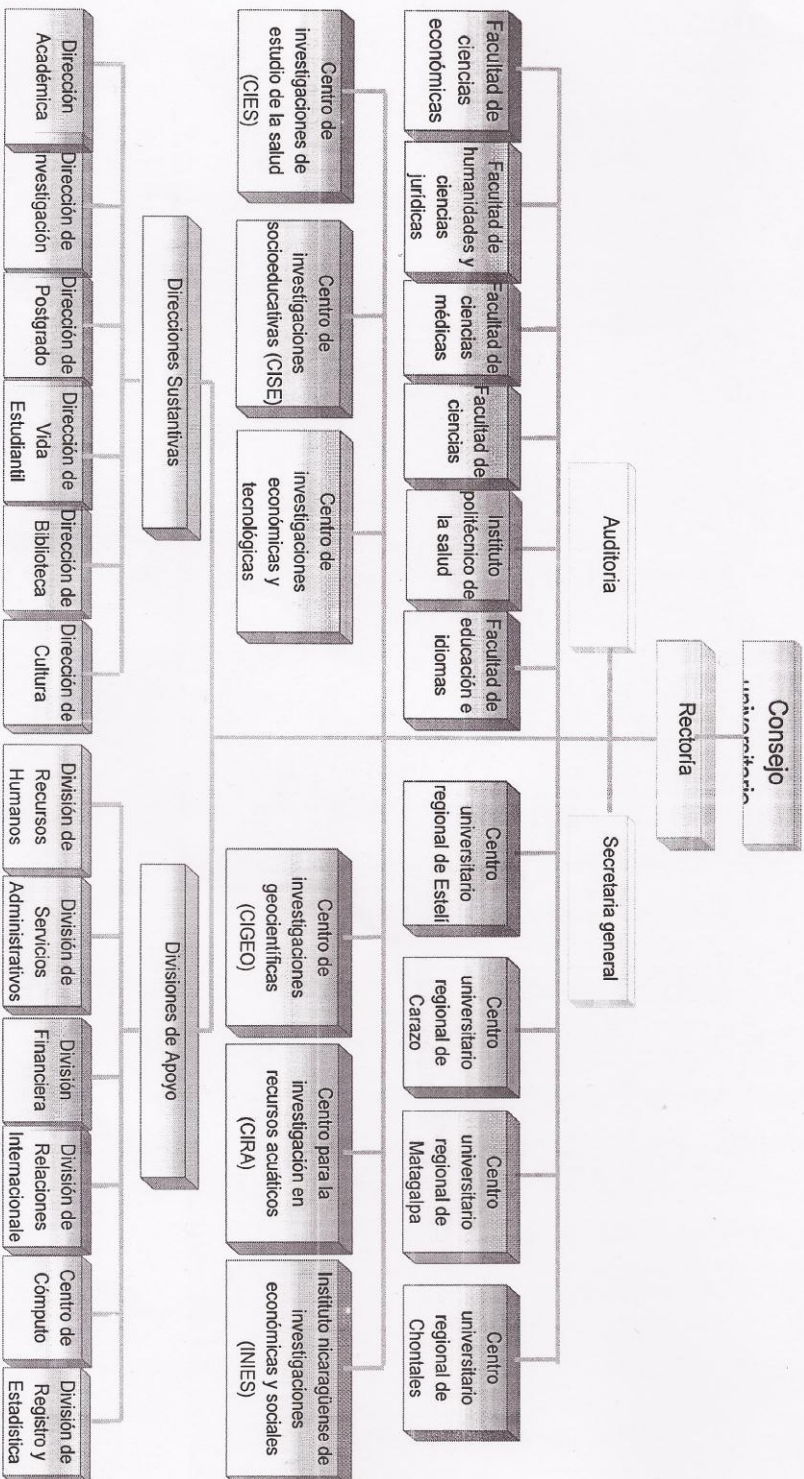 Consejo
universitario
Rectoría
Auditoria
Secretaria general
Facultad de
ciencias
económicas
Facultad de
humanidades y
ciencias
jurídicas
Facultad de
ciencias
médicas
Facultad de
ciencias
Instituto
politécnico de
la salud
Facultad de
educación e
idiomas
Centro
universitario
regional de Estelí
Centro
universitario
regional de
Carazo
Centro
universitario
regional de
Matagalpa
Centro
universitario
regional de
Chontales
Centro de
investigaciones de
estudio de la salud
(CIES)
Centro de
investigaciones
socioeducativas (CISE)
Centro de
investigaciones
económicas y
tecnológicas
Centro de
investigaciones
geocientíficas
(CIGEO)
Centro para la
investigación en
recursos acuáticos
(CIRA)
Instituto nicaragüense de
investigaciones
económicas y sociales
(INIES)
Direcciones Sustantivas
Divisiones de Apoyo
Dirección
Académica
Dirección de
Investigación
Dirección de
Postgrado
Dirección de
Vida
Estudiantil
Dirección de
Biblioteca
Dirección de
Cultura
División de
Recursos
Humanos
División de
Servicios
Administrativos
División
Financiera
División de
Relaciones
Internacionale
Centro de
Cómputo
División de
Registro y
Estadística